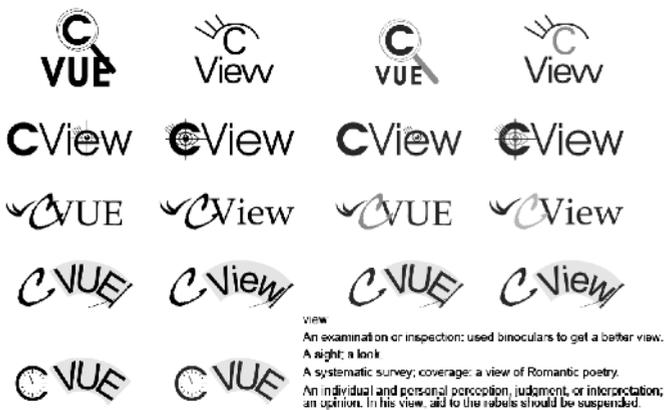 C C C C
VUE View VUE View
CView CView CView CView
CVUE CView CVUE CView
CVUE CView CVUE CView
view
An examination or inspection: used binoculars to get a better view.
A sight; a look.
A systematic survey; coverage: a view of Romantic poetry.
CVUE CVUE An individual and personal perception, judgment, or interpretation;
an opinion. In his view, aid to the rebels should be suspended.